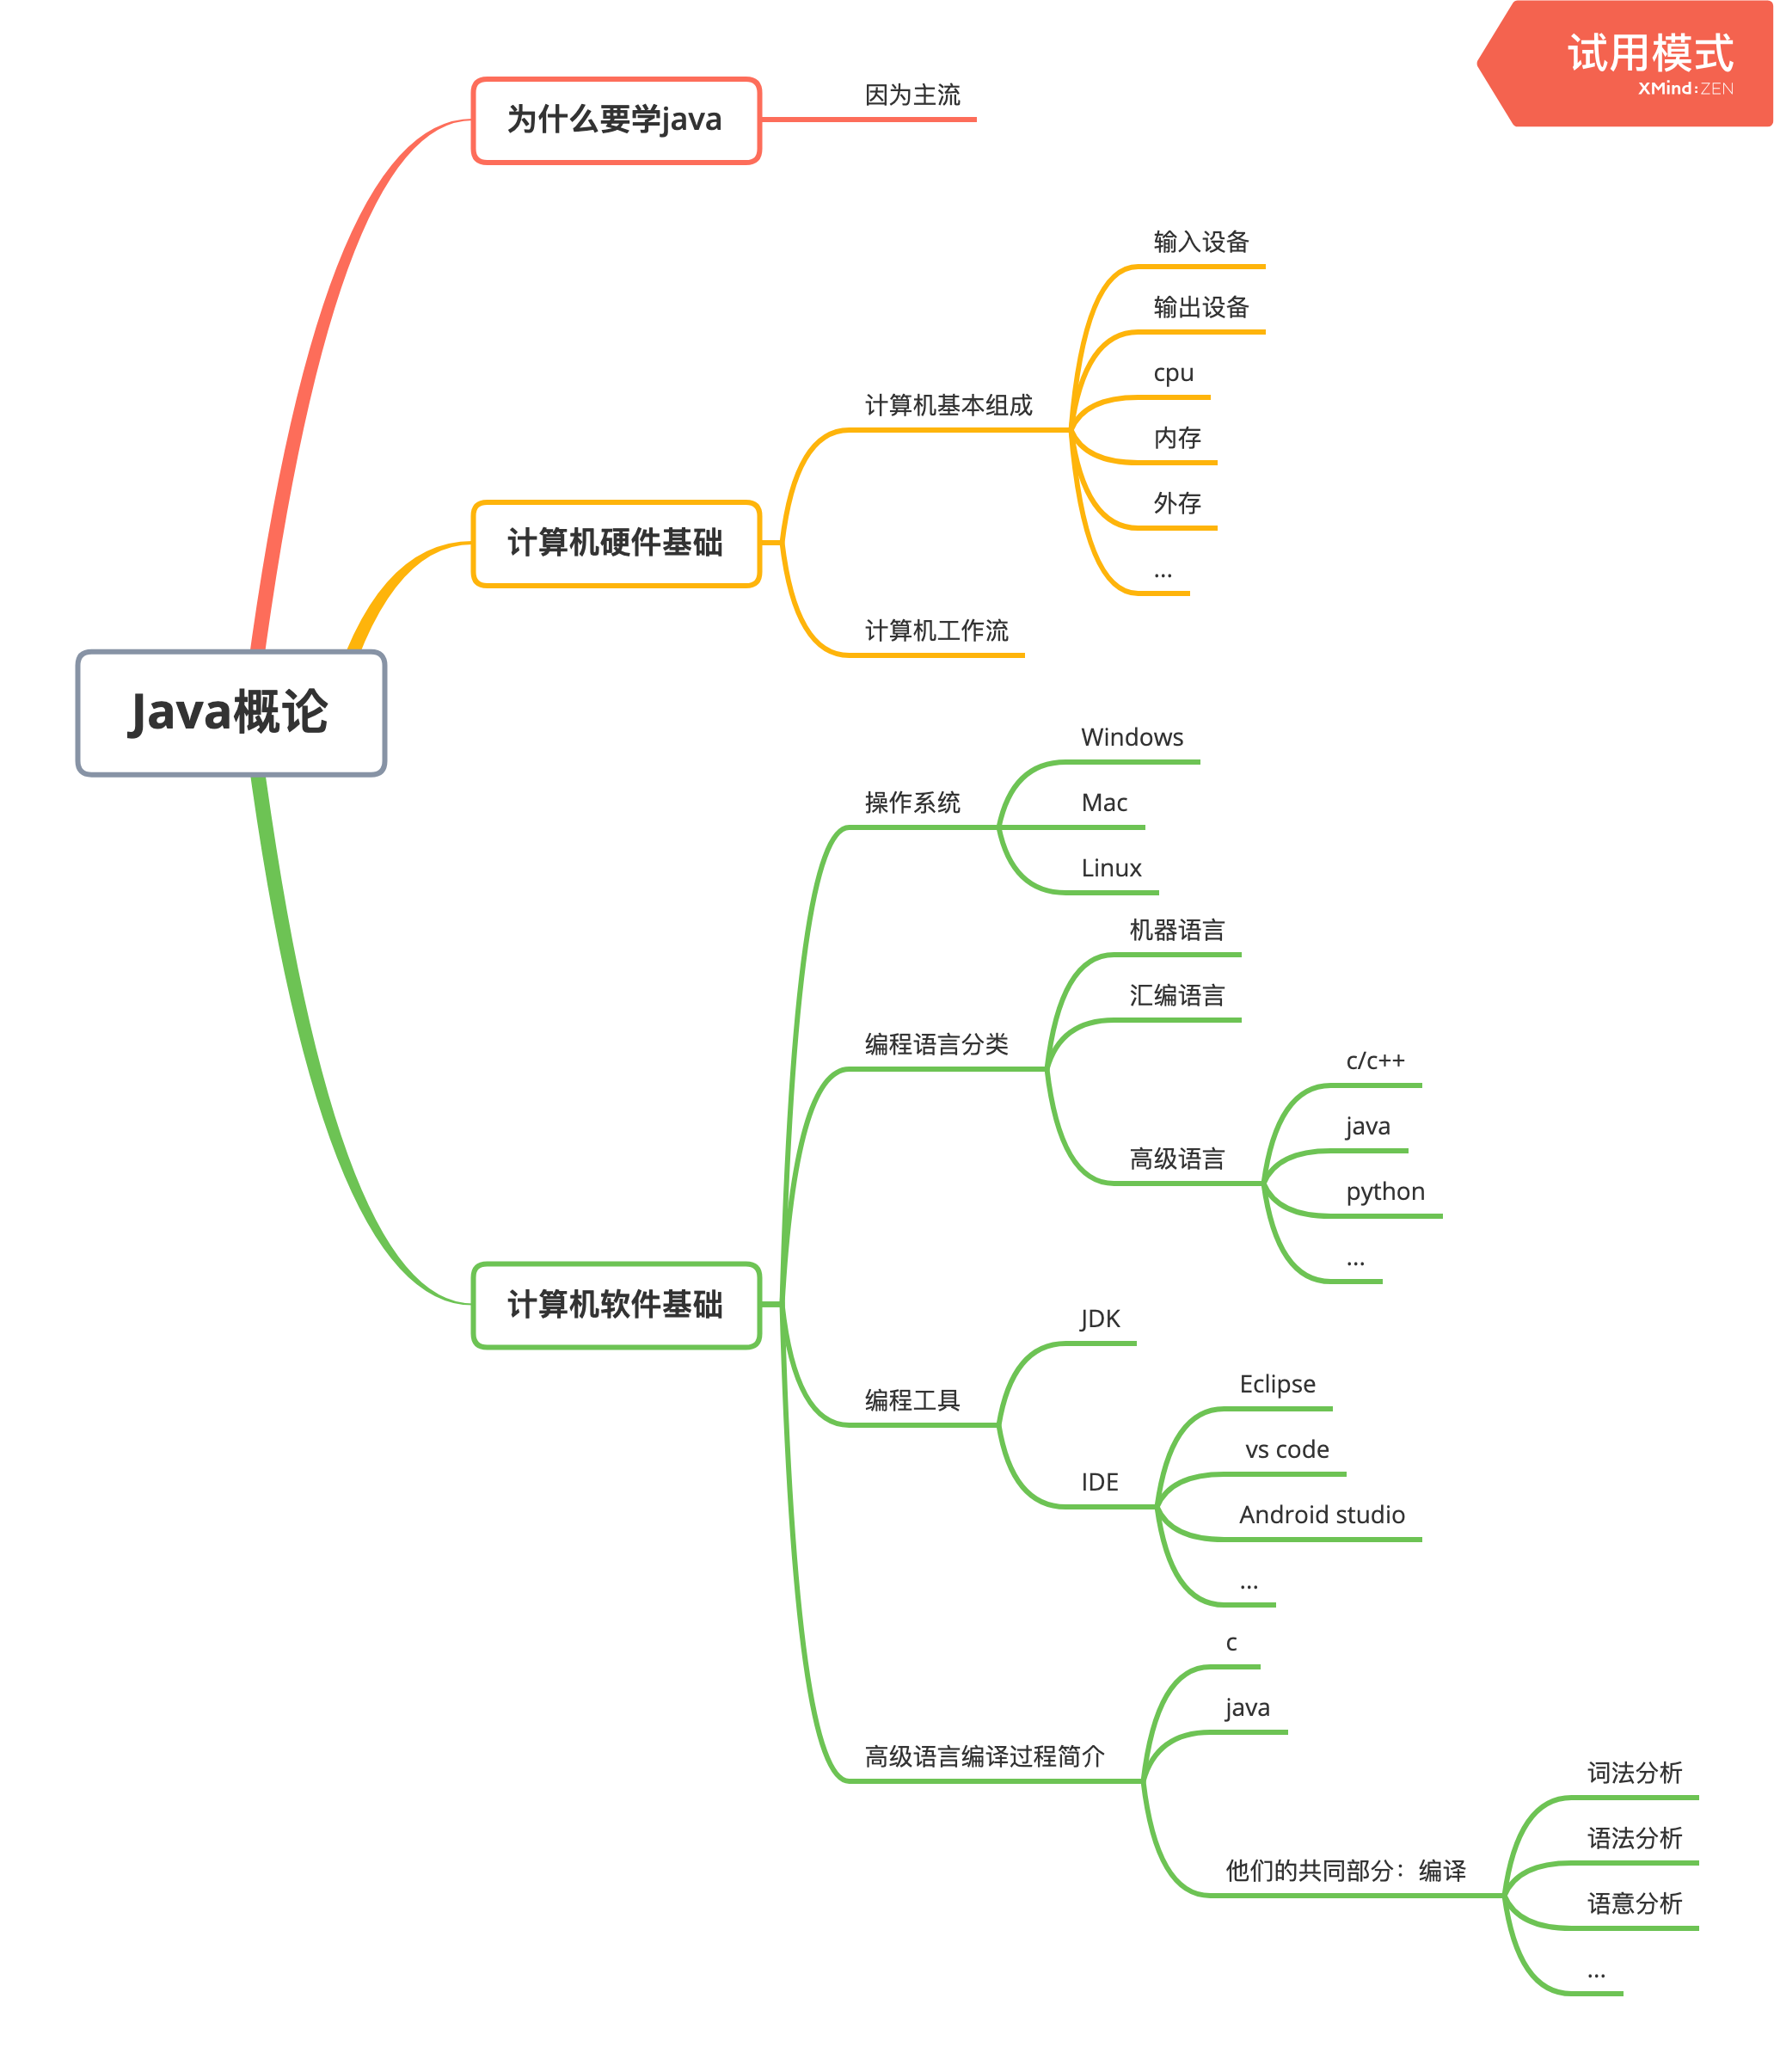 试用模式
XMind:ZEN
Java概论
为什么要学java
因为主流
计算机硬件基础
计算机基本组成
输入设备
输出设备
cpu
内存
外存
...
计算机工作流
计算机软件基础
操作系统
Windows
Mac
Linux
编程语言分类
机器语言
汇编语言
高级语言
c/c++
java
python
...
编程工具
JDK
IDE
Eclipse
vs code
Android studio
...
高级语言编译过程简介
c
java
他们的共同部分：编译
词法分析
语法分析
语意分析
...